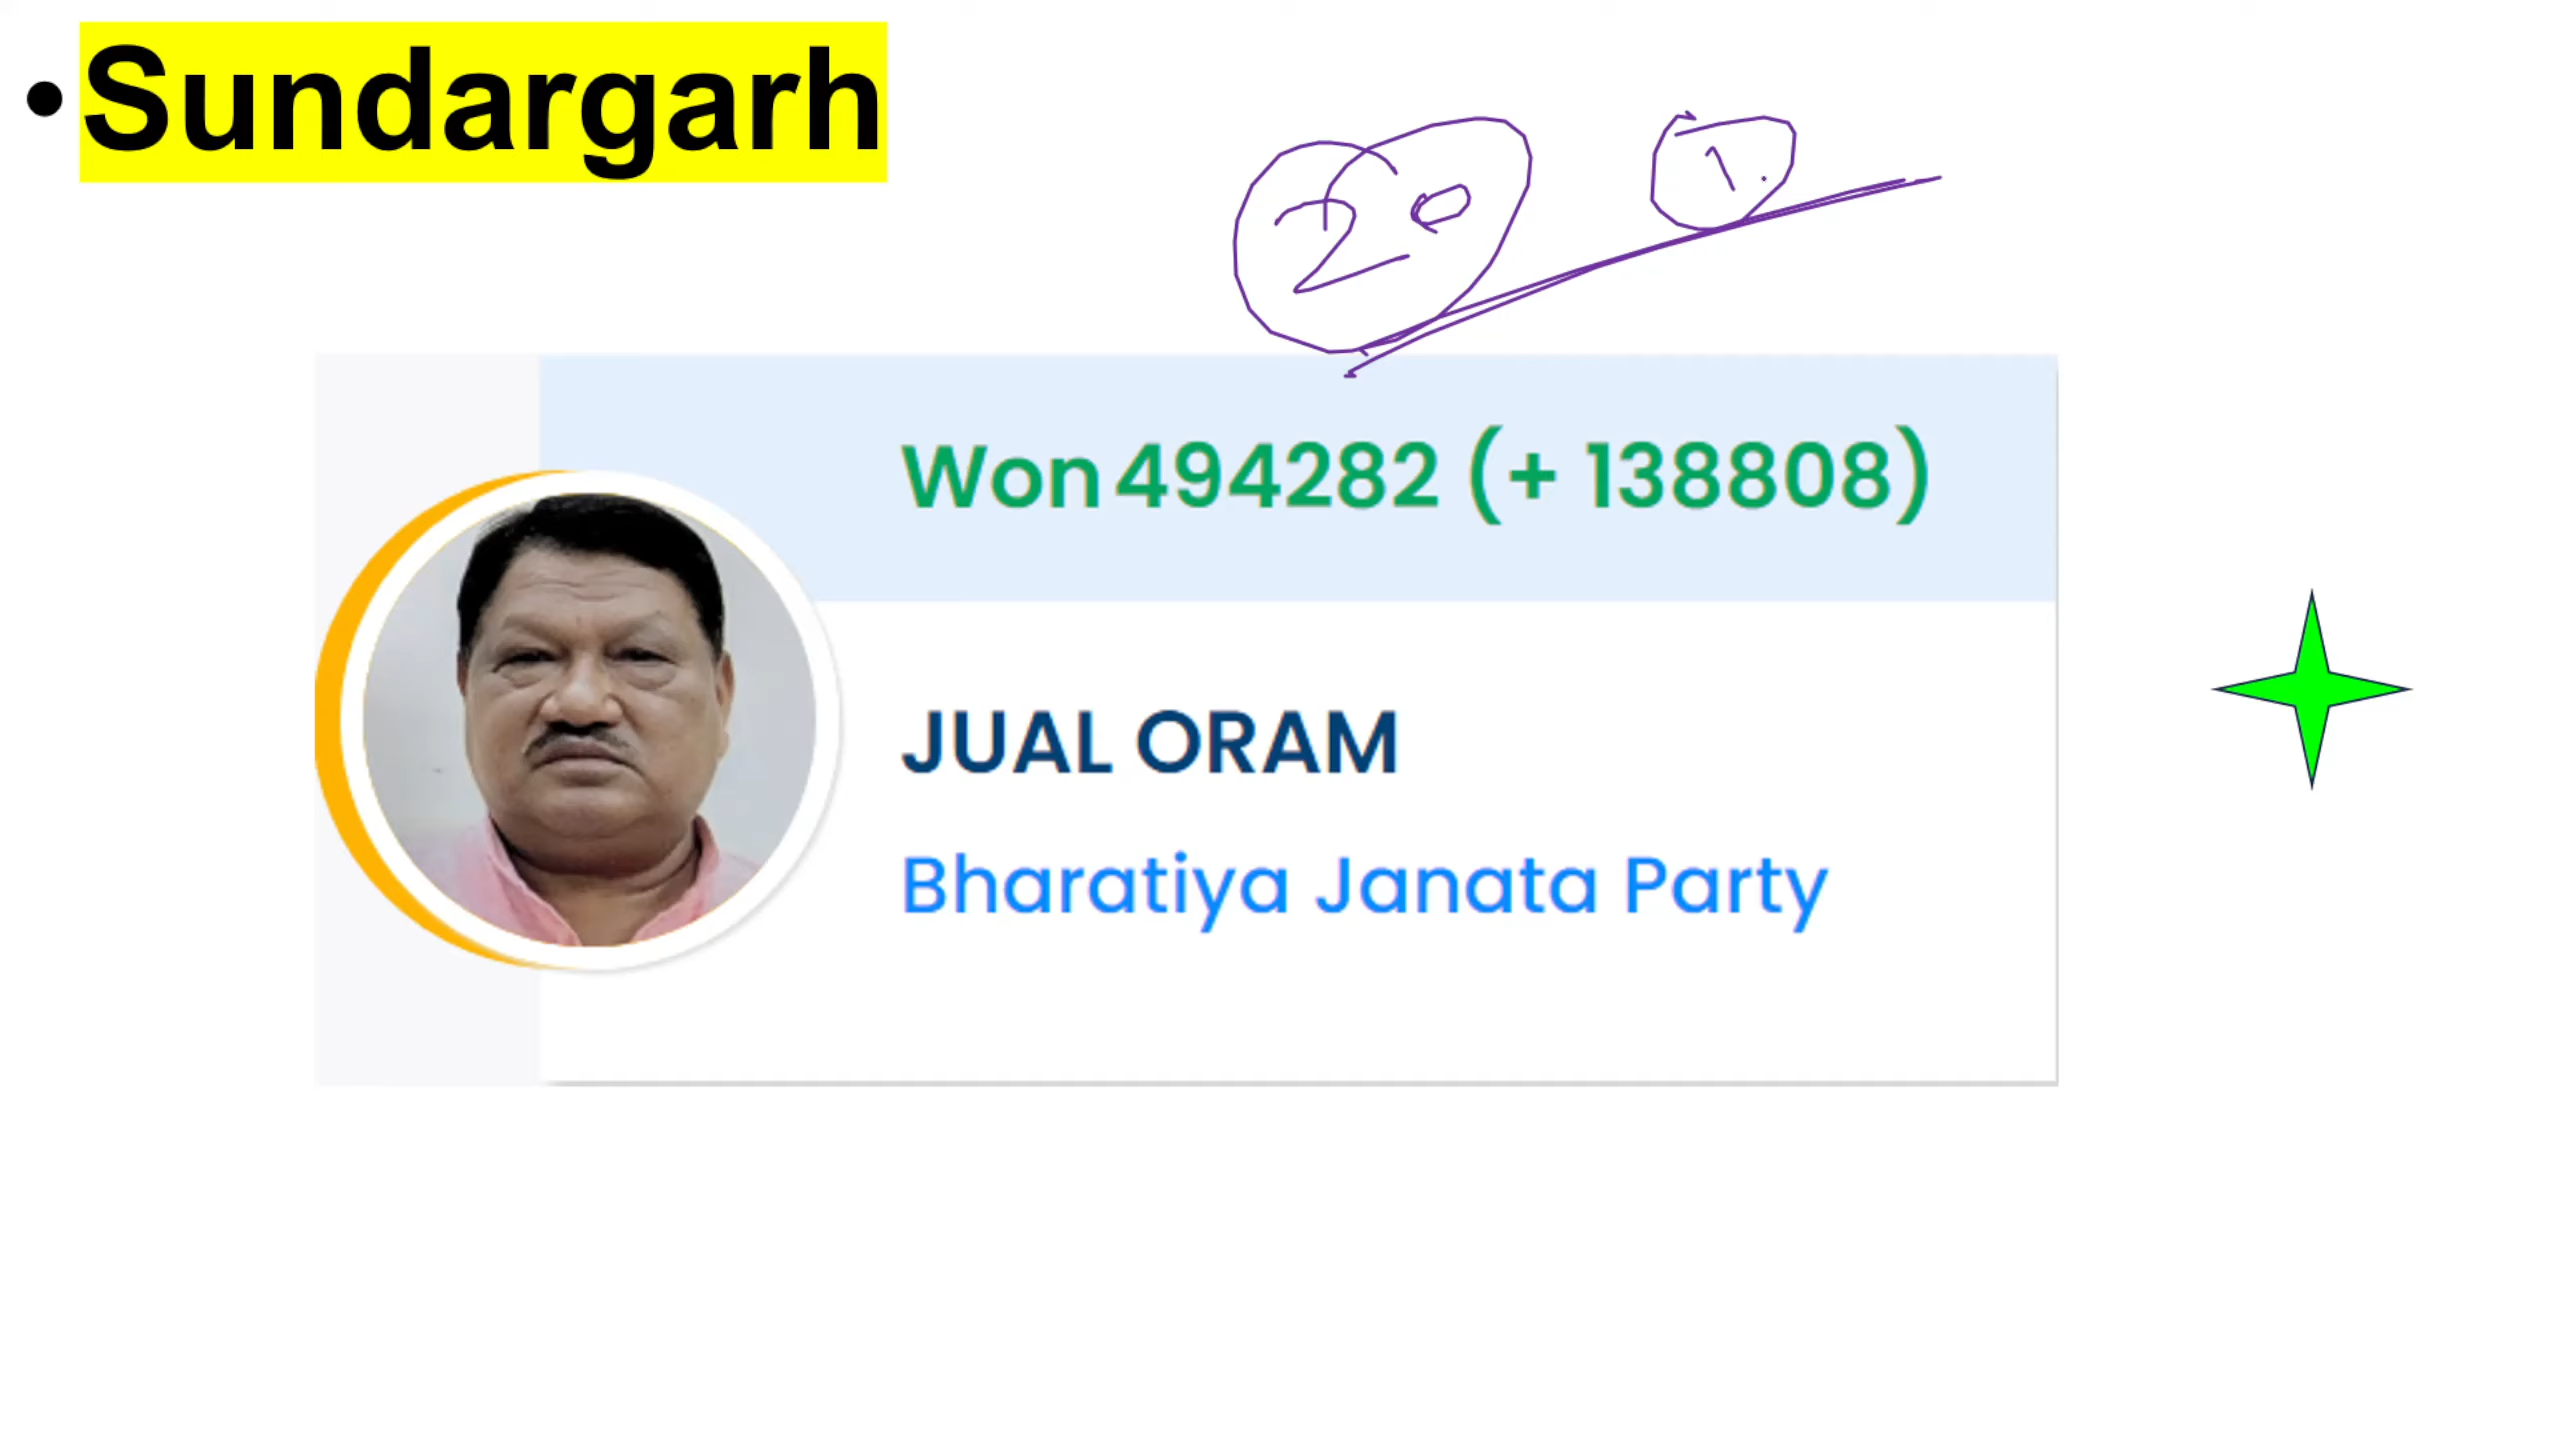 •Sundargarh
20 1.
Won 494282 (+ 138808)
JUAL ORAM
Bharatiya Janata Party